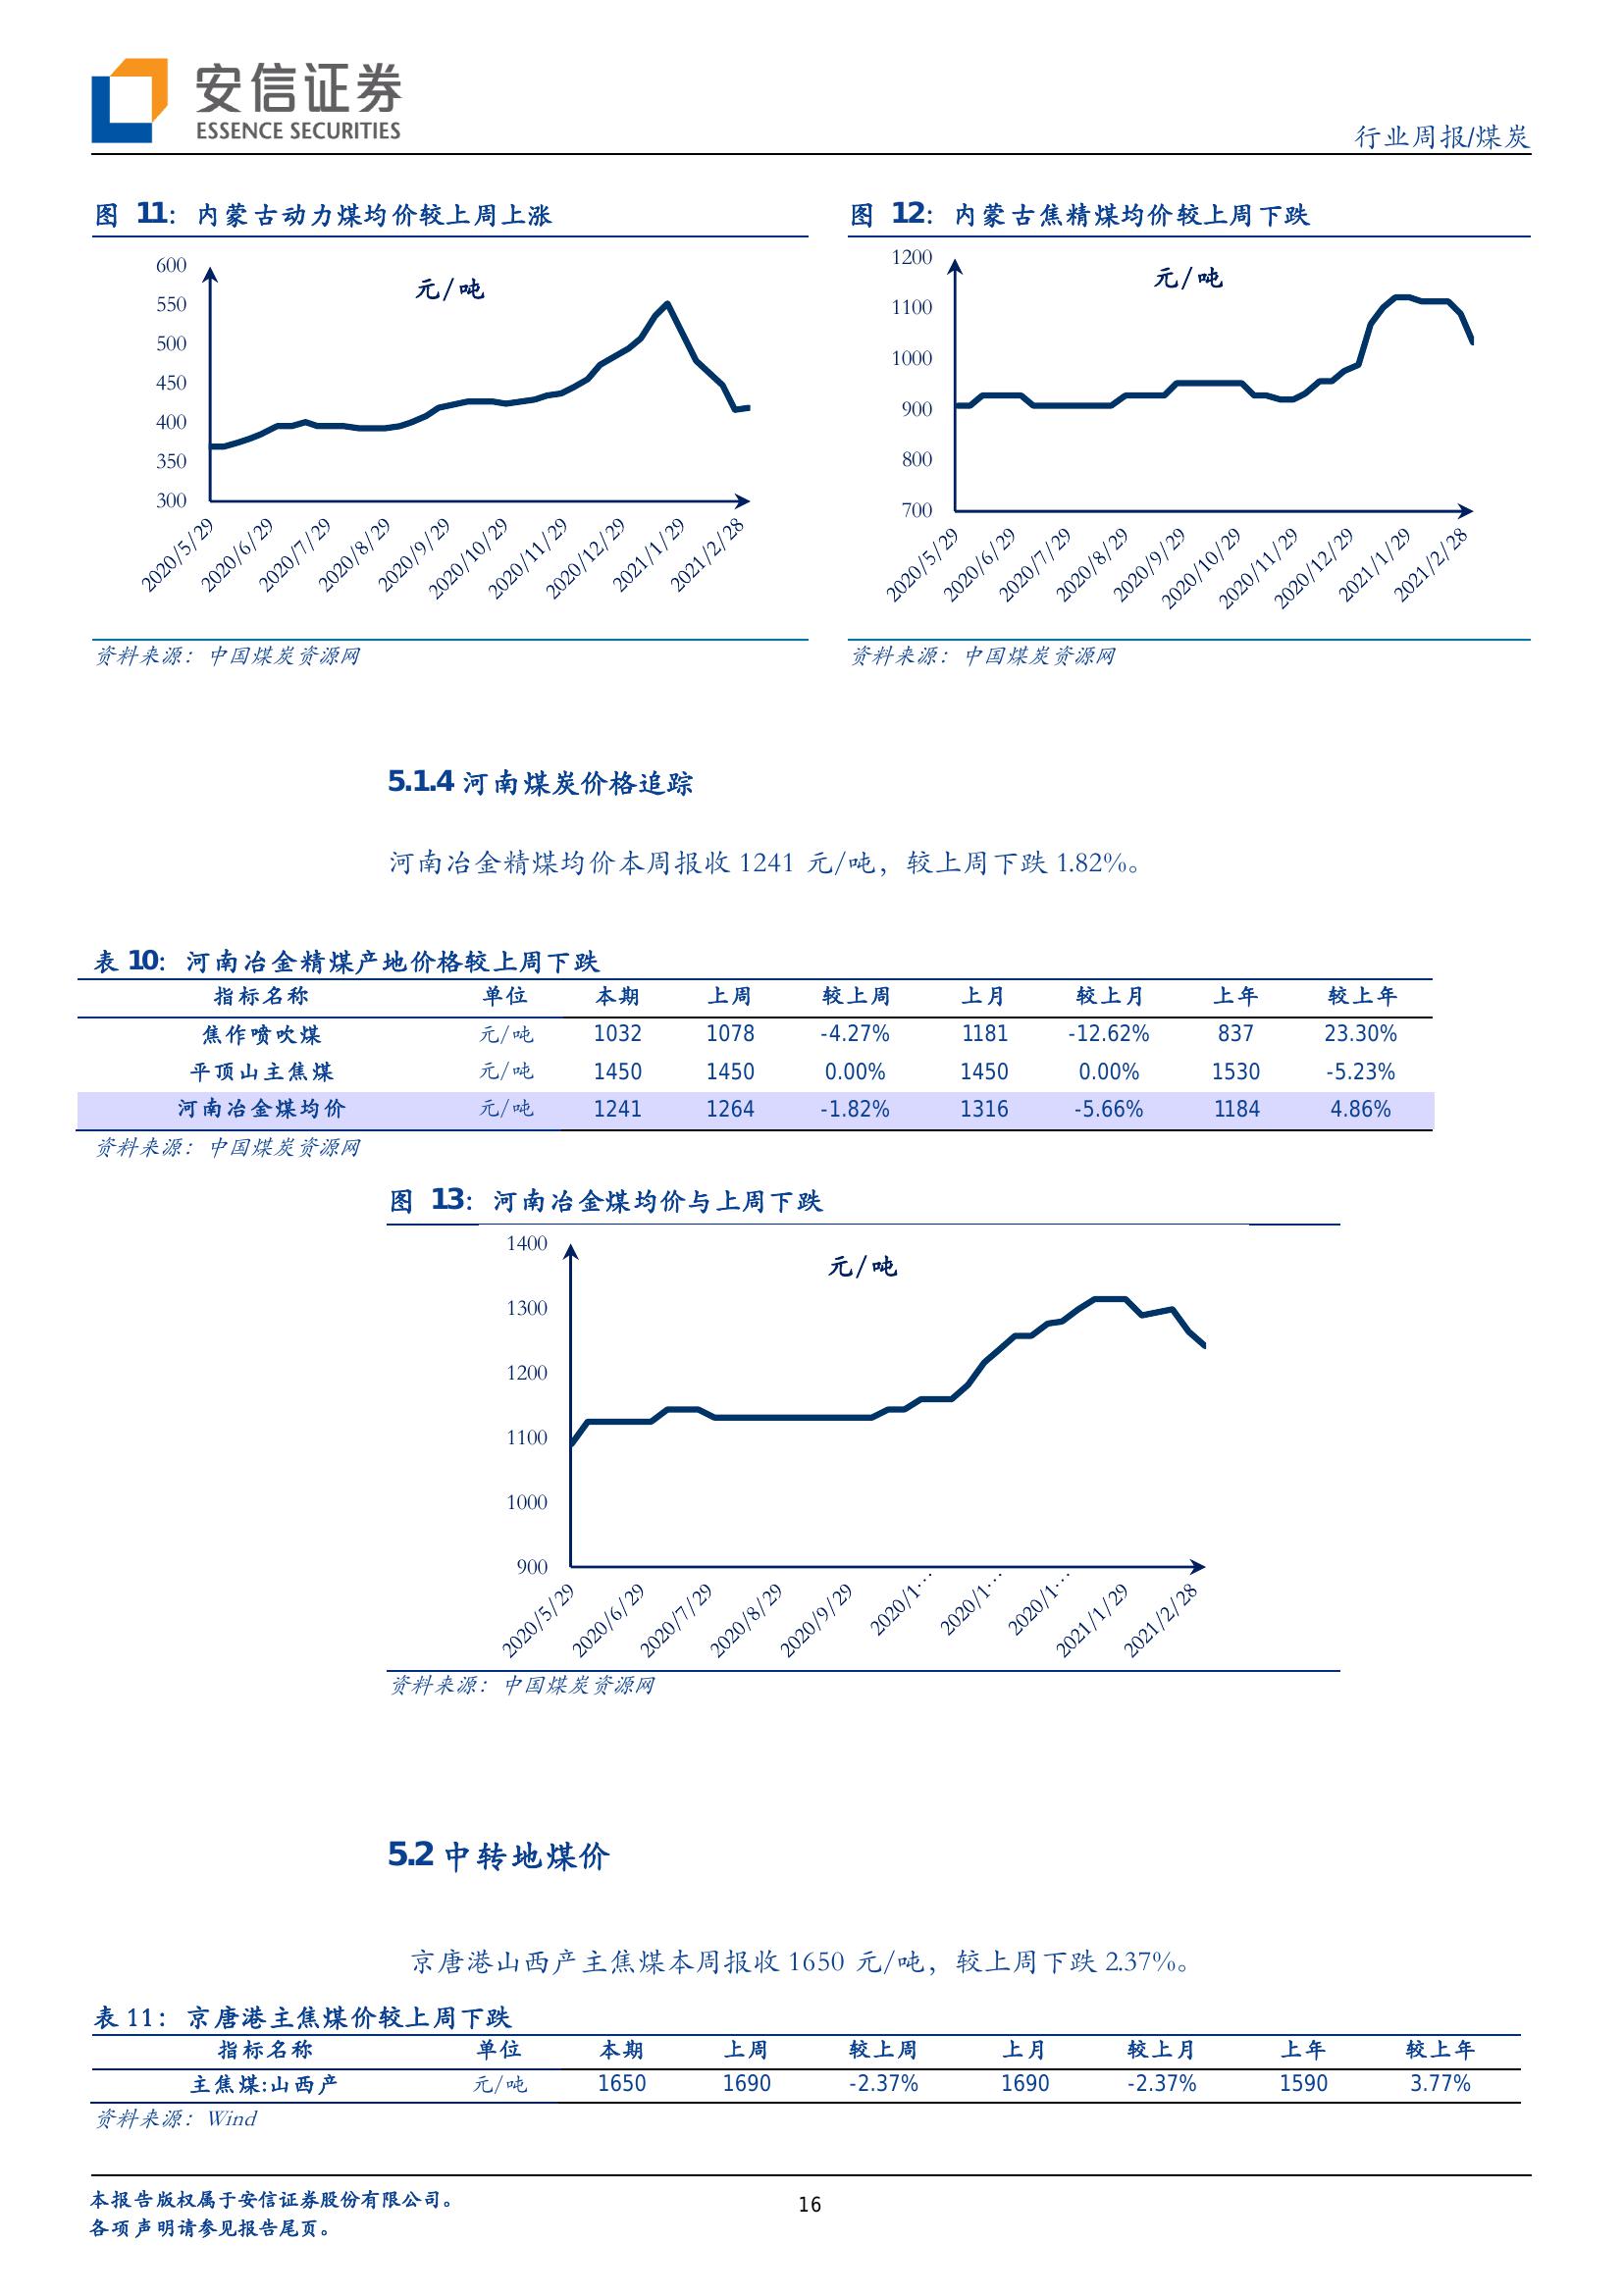 安信证券
ESSENCE SECURITIES
行业周报/煤炭
图 11：内蒙古动力煤均价较上周上涨
元/吨
600
550
500
450
400
350
300
2020/5/29
2020/6/29
2020/7/29
2020/8/29
2020/9/29
2020/10/29
2020/11/29
2020/12/29
2021/1/29
2021/2/28
资料来源：中国煤炭资源网
图 12：内蒙古焦精煤均价较上周下跌
元/吨
1200
1100
1000
900
800
700
2020/5/29
2020/6/29
2020/7/29
2020/8/29
2020/9/29
2020/10/29
2020/11/29
2020/12/29
2021/1/29
2021/2/28
资料来源：中国煤炭资源网
5.1.4 河南煤炭价格追踪
河南冶金精煤均价本周报收 1241 元/吨，较上周下跌 1.82%。
表 10：河南冶金精煤产地价格较上周下跌
指标名称 单位 本期 上周 较上周 上月 较上月 上年 较上年
焦作喷吹煤 元/吨 1032 1078 -4.27% 1181 -12.62% 837 23.30%
平顶山主焦煤 元/吨 1450 1450 0.00% 1450 0.00% 1530 -5.23%
河南冶金煤均价 元/吨 1241 1264 -1.82% 1316 -5.66% 1184 4.86%
资料来源：中国煤炭资源网
图 13：河南冶金煤均价与上周下跌
元/吨
1400
1300
1200
1100
1000
900
2020/5/29
2020/6/29
2020/7/29
2020/8/29
2020/9/29
2020/1…
2020/1…
2020/1…
2021/1/29
2021/2/28
资料来源：中国煤炭资源网
5.2 中转地煤价
京唐港山西产主焦煤本周报收 1650 元/吨，较上周下跌 2.37%。
表 11：京唐港主焦煤价较上周下跌
指标名称 单位 本期 上周 较上周 上月 较上月 上年 较上年
主焦煤:山西产 元/吨 1650 1690 -2.37% 1690 -2.37% 1590 3.77%
资料来源：Wind
本报告版权属于安信证券股份有限公司。
各项声明请参见报告尾页。
16